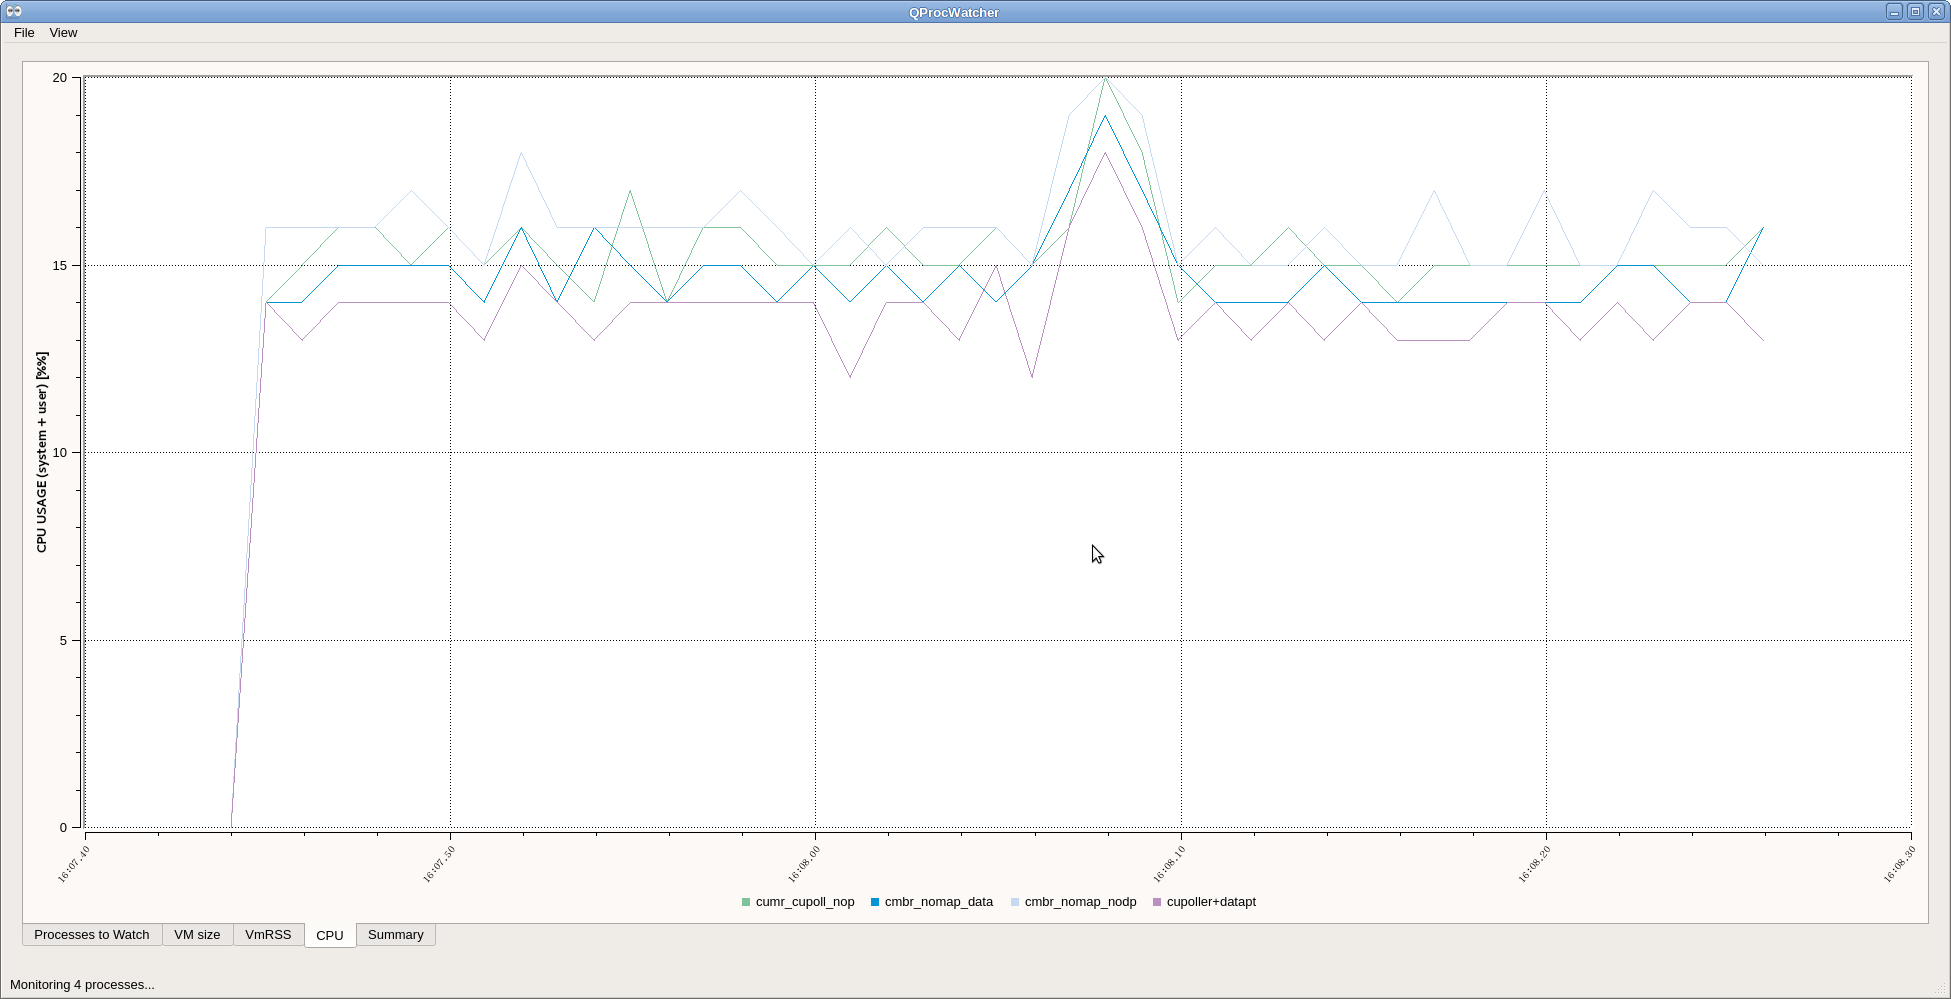 QProcWatcher
File View
20
15
10
5
0
CPU USAGE (system + user) [%%]
16:07.40 16:07.50 16:08.00 16:08.10 16:08.20 16:08.30
cumr_cupoll_nop cmbr_nomap_data cmbr_nomap_nodp cupoller+datapt
Processes to Watch VM size VmRSS CPU Summary
Monitoring 4 processes...